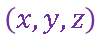 (x, y, z)